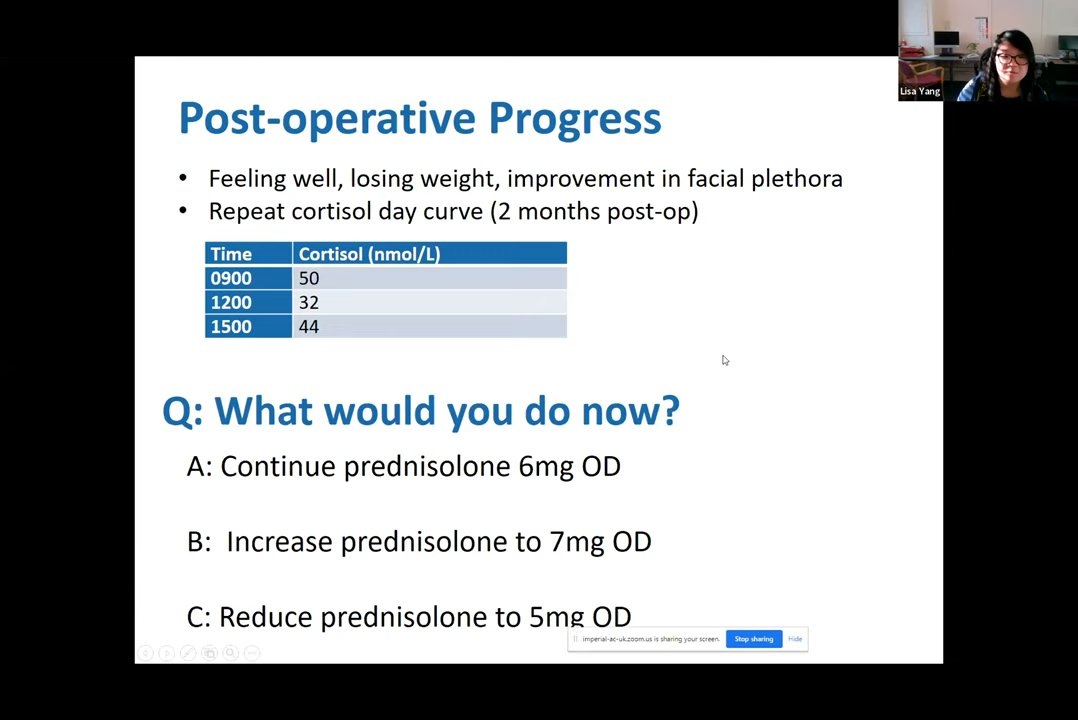 Lisa Yang
Post-operative Progress
• Feeling well, losing weight, improvement in facial plethora
• Repeat cortisol day curve (2 months post-op)
Time Cortisol (nmol/L)
0900 50
1200 32
1500 44
Q: What would you do now?
A: Continue prednisolone 6mg OD
B: Increase prednisolone to 7mg OD
C: Reduce prednisolone to 5mg OD
imperial-ac-uk.zoom.us is sharing your screen. Stop sharing Hide